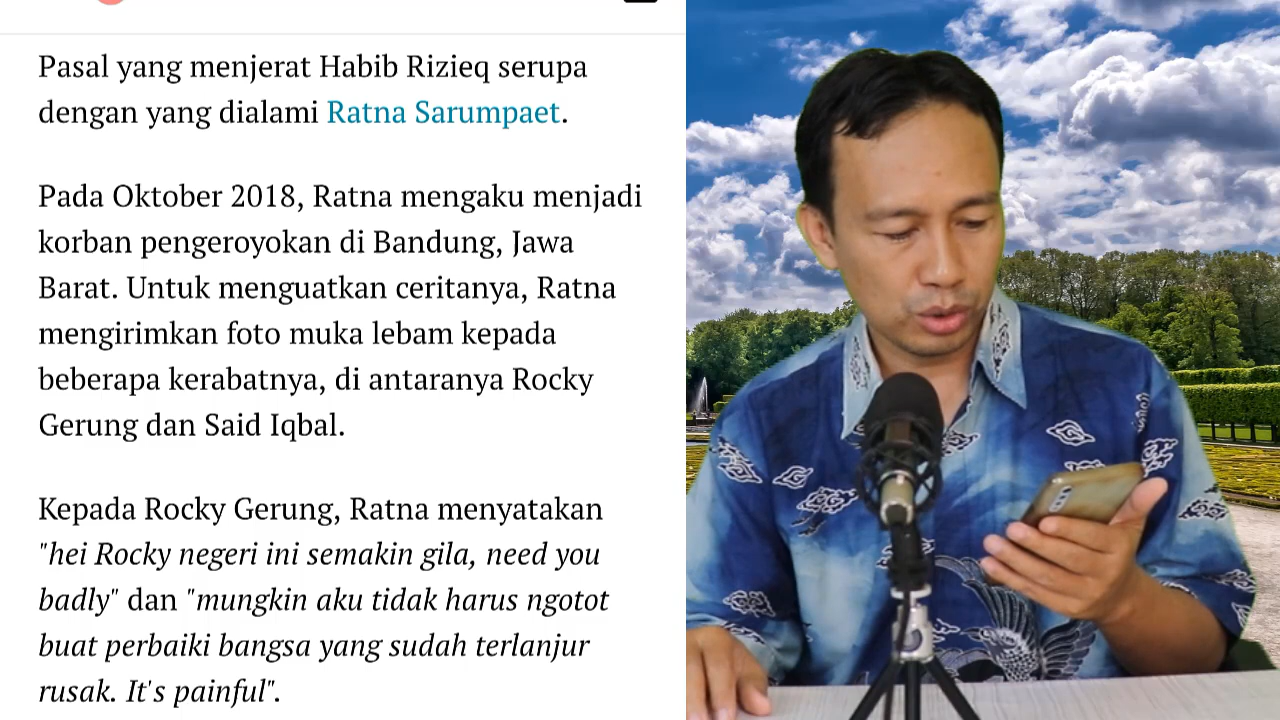 Pasal yang menjerat Habib Rizieq serupa
dengan yang dialami Ratna Sarumpaet.
Pada Oktober 2018, Ratna mengaku menjadi
korban pengeroyokan di Bandung, Jawa
Barat. Untuk menguatkan ceritanya, Ratna
mengirimkan foto muka lebam kepada
beberapa kerabatnya, di antaranya Rocky
Gerung dan Said Iqbal.
Kepada Rocky Gerung, Ratna menyatakan
"hei Rocky negeri ini semakin gila, need you
badly" dan "mungkin aku tidak harus ngotot
buat perbaiki bangsa yang sudah terlanjur
rusak. It's painful".